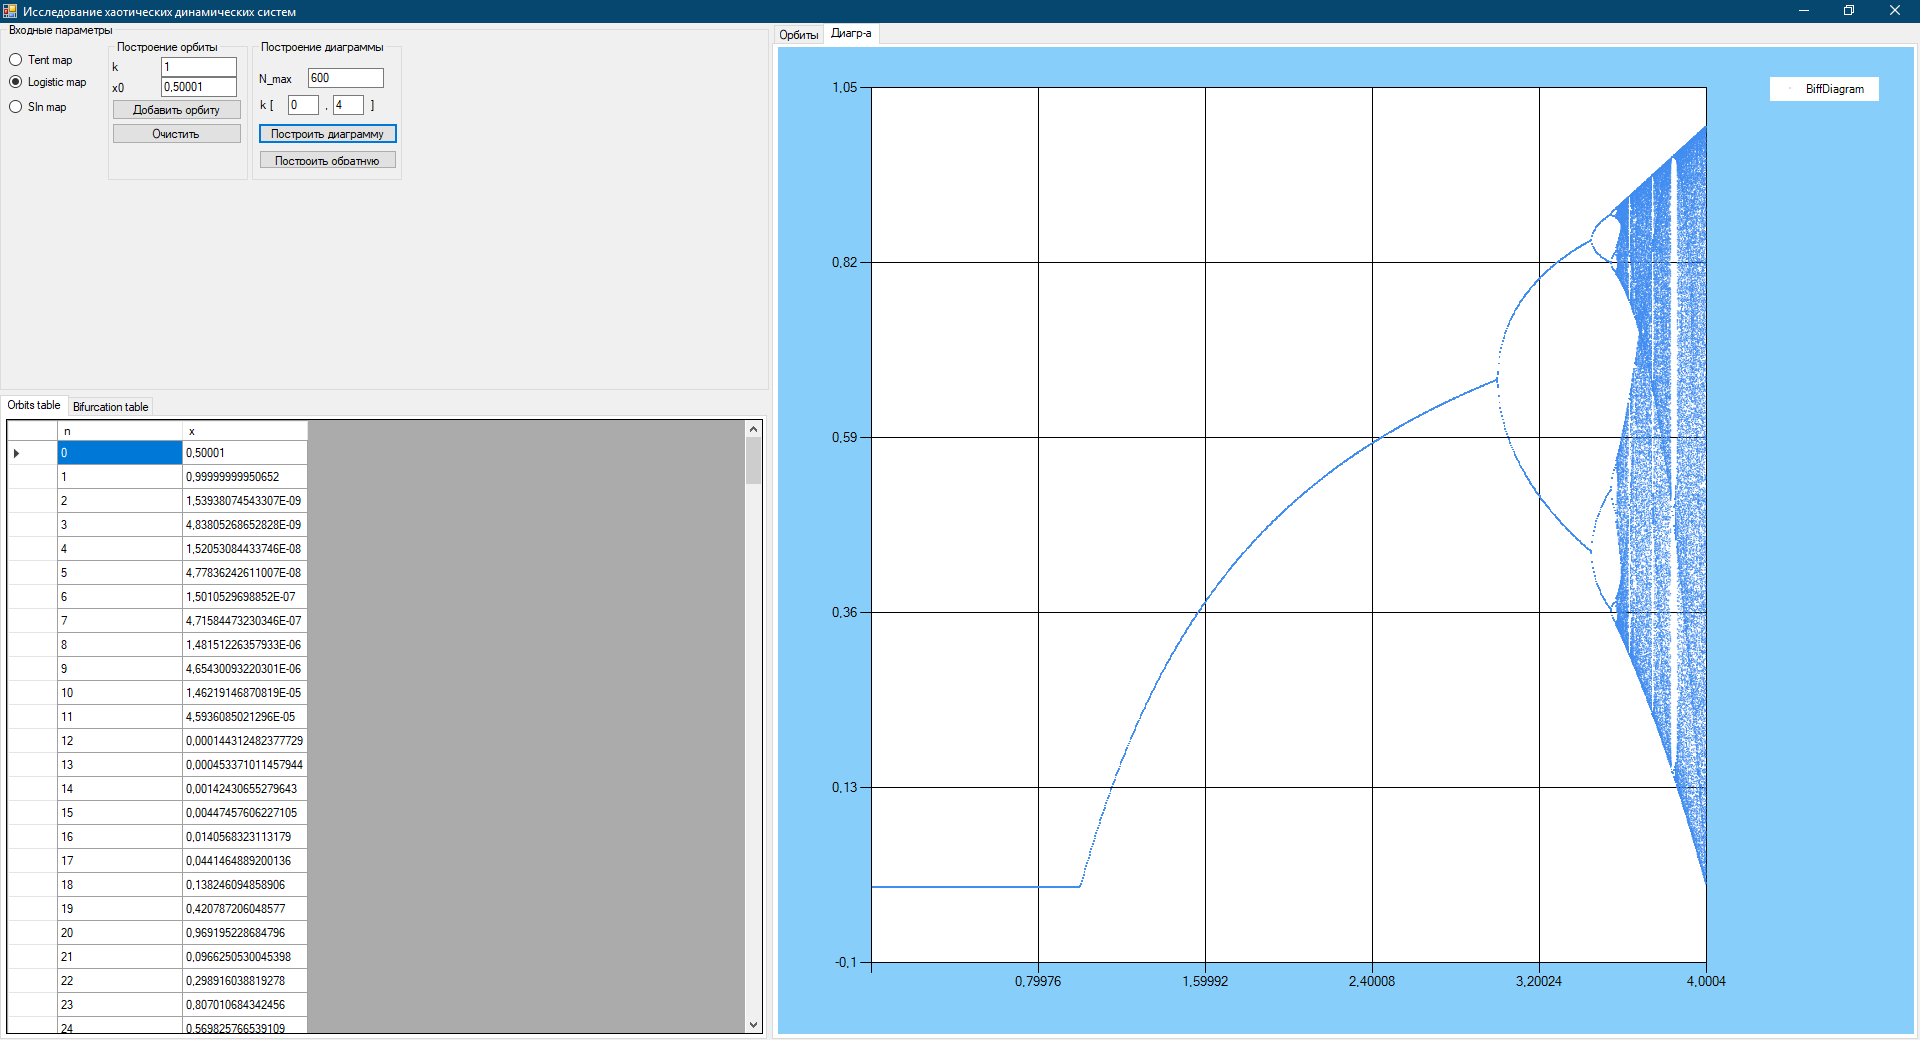 Исследование хаотических динамических систем
Входные параметры
Tent map
Logistic map
SIn map
Построение орбиты
k 1
x0 0,50001
Добавить орбиту
Очистить
Построение диаграммы
N_max 600
k [ 0 , 4 ]
Построить диаграмму
Построить обратную
Orbits table Bifurcation table
n x
0 0,50001
1 0,99999999950652
2 1,53938074543307E-09
3 4,83805268652828E-09
4 1,52053084433746E-08
5 4,77836242611007E-08
6 1,5010529698852E-07
7 4,71584473230346E-07
8 1,48151226357933E-06
9 4,65430093220301E-06
10 1,46219146870819E-05
11 4,5936085021296E-05
12 0,000144312482377729
13 0,000453371011457944
14 0,00142430655279643
15 0,00447457606227105
16 0,0140568323113179
17 0,0441464889200136
18 0,138246094858906
19 0,420787206048577
20 0,969195228684796
21 0,0966250530045398
22 0,298916038819278
23 0,807010684342456
24 0,569825766539109
Орбиты Диагр-а
BiffDiagram
1,05
0,82
0,59
0,36
0,13
-0,1
0,79976 1,59992 2,40008 3,20024 4,0004